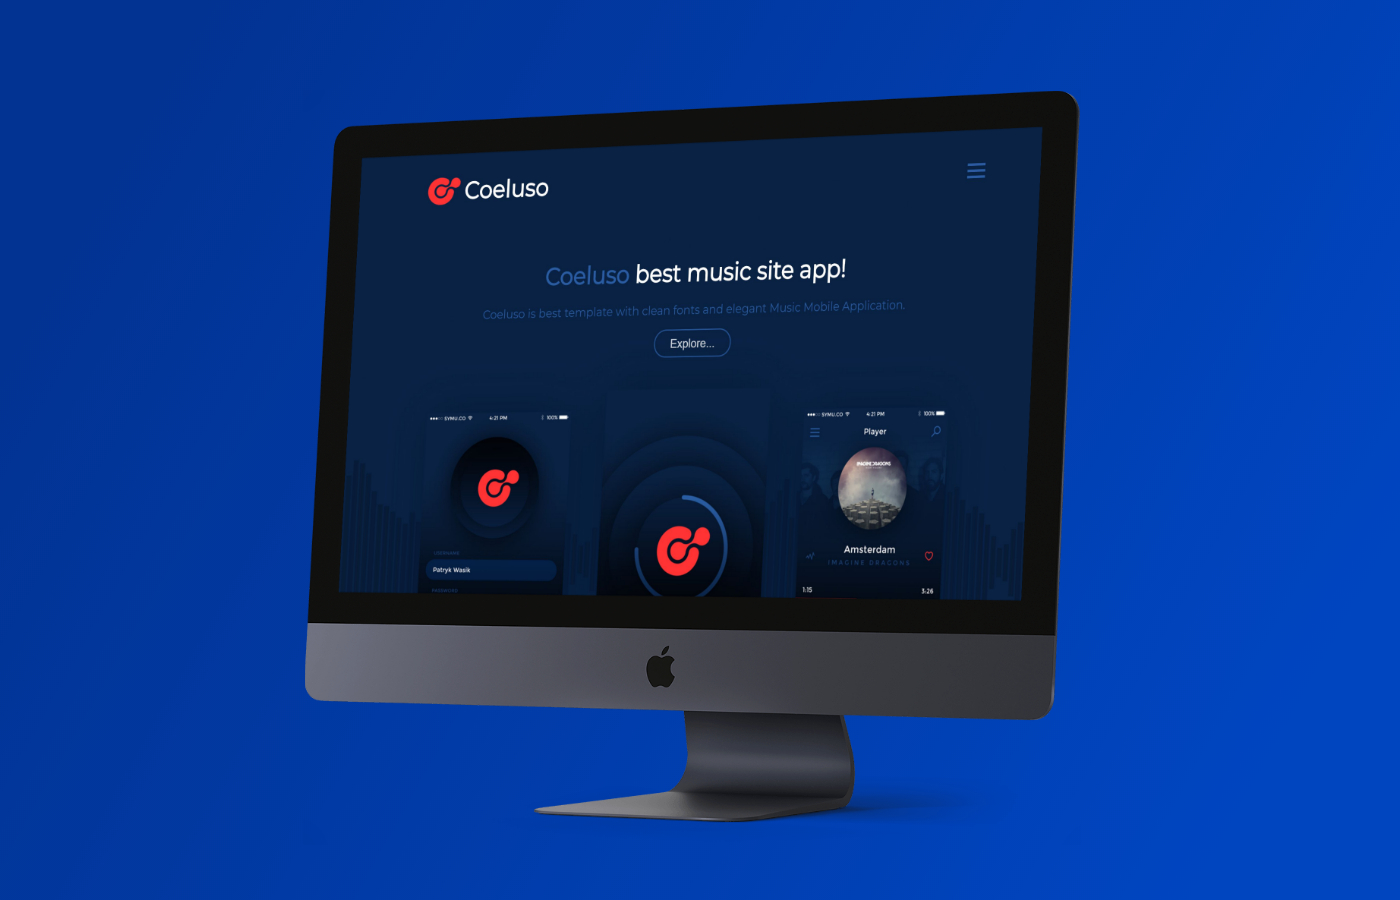 Coeluso
Coeluso best music site app!
Coeluso is best template with clean fonts and elegant Music Mobile Application.
Explore...
SYMU.CO 4:21 PM 100%
USERNAME
Patryk Wasik
PASSWORD
SYMU.CO 4:21 PM 100%
Player
IMAGINE DRAGONS
Amsterdam
IMAGINE DRAGONS
1:15 3:26